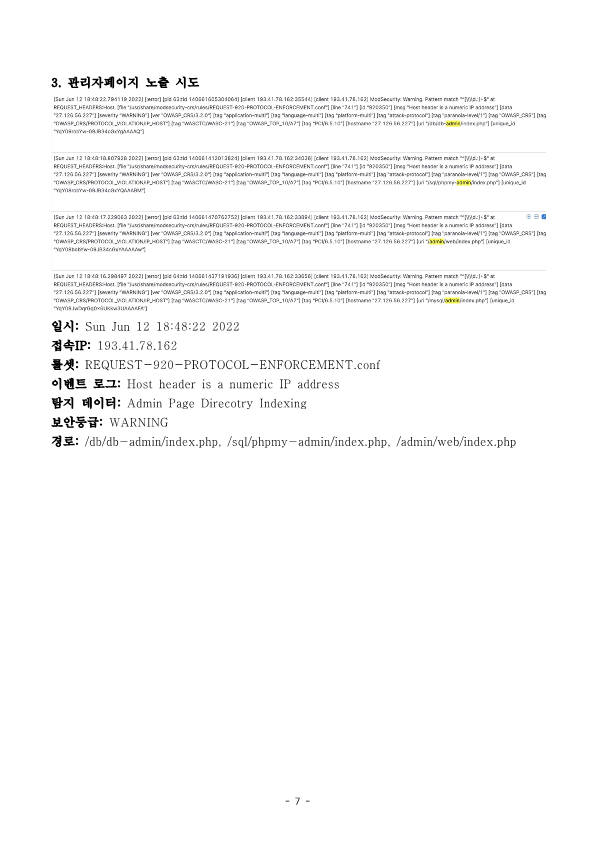 3. 관리자페이지 노출 시도
[Sun Jun 12 18:48:22.794119 2022] [:error] [pid 63:tid 140661605304064] [client 193.41.78.162:35544] [client 193.41.78.162] ModSecurity: Warning. Pattern match "^[\\d.:]+$" at
REQUEST_HEADERS:Host. [file "/usr/share/modsecurity-crs/rules/REQUEST-920-PROTOCOL-ENFORCEMENT.conf"] [line "741"] [id "920350"] [msg "Host header is a numeric IP address"] [data
"27.126.56.227"] [severity "WARNING"] [ver "OWASP_CRS/3.2.0"] [tag "application-multi"] [tag "language-multi"] [tag "platform-multi"] [tag "attack-protocol"] [tag "paranoia-level/1"] [tag "OWASP_CRS"] [tag
"OWASP_CRS/PROTOCOL_VIOLATION/IP_HOST"] [tag "WASCTC/WASC-21"] [tag "OWASP_TOP_10/A7"] [tag "PCI/6.5.10"] [hostname "27.126.56.227"] [uri "/db/db-admin/index.php"] [unique_id
[Sun Jun 12 18:48:18.807928 2022] [:error] [pid 64:tid 140661412013824] [client 193.41.78.162:34036] [client 193.41.78.162] ModSecurity: Warning. Pattern match "^[\\d.:]+$" at
REQUEST_HEADERS:Host. [file "/usr/share/modsecurity-crs/rules/REQUEST-920-PROTOCOL-ENFORCEMENT.conf"] [line "741"] [id "920350"] [msg "Host header is a numeric IP address"] [data
"27.126.56.227"] [severity "WARNING"] [ver "OWASP_CRS/3.2.0"] [tag "application-multi"] [tag "language-multi"] [tag "platform-multi"] [tag "attack-protocol"] [tag "paranoia-level/1"] [tag "OWASP_CRS"] [tag
"OWASP_CRS/PROTOCOL_VIOLATION/IP_HOST"] [tag "WASCTC/WASC-21"] [tag "OWASP_TOP_10/A7"] [tag "PCI/6.5.10"] [hostname "27.126.56.227"] [uri "/sql/phpmy-admin/index.php"] [unique_id
[Sun Jun 12 18:48:17.229063 2022] [:error] [pid 64:tid 140661470762752] [client 193.41.78.162:33894] [client 193.41.78.162] ModSecurity: Warning. Pattern match "^[\\d.:]+$" at
REQUEST_HEADERS:Host. [file "/usr/share/modsecurity-crs/rules/REQUEST-920-PROTOCOL-ENFORCEMENT.conf"] [line "741"] [id "920350"] [msg "Host header is a numeric IP address"] [data
"27.126.56.227"] [severity "WARNING"] [ver "OWASP_CRS/3.2.0"] [tag "application-multi"] [tag "language-multi"] [tag "platform-multi"] [tag "attack-protocol"] [tag "paranoia-level/1"] [tag "OWASP_CRS"] [tag
"OWASP_CRS/PROTOCOL_VIOLATION/IP_HOST"] [tag "WASCTC/WASC-21"] [tag "OWASP_TOP_10/A7"] [tag "PCI/6.5.10"] [hostname "27.126.56.227"] [uri "/admin/web/index.php"] [unique_id
[Sun Jun 12 18:48:16.298497 2022] [:error] [pid 64:tid 140661437191936] [client 193.41.78.162:33656] [client 193.41.78.162] ModSecurity: Warning. Pattern match "^[\\d.:]+$" at
REQUEST_HEADERS:Host. [file "/usr/share/modsecurity-crs/rules/REQUEST-920-PROTOCOL-ENFORCEMENT.conf"] [line "741"] [id "920350"] [msg "Host header is a numeric IP address"] [data
"27.126.56.227"] [severity "WARNING"] [ver "OWASP_CRS/3.2.0"] [tag "application-multi"] [tag "language-multi"] [tag "platform-multi"] [tag "attack-protocol"] [tag "paranoia-level/1"] [tag "OWASP_CRS"] [tag
"OWASP_CRS/PROTOCOL_VIOLATION/IP_HOST"] [tag "WASCTC/WASC-21"] [tag "OWASP_TOP_10/A7"] [tag "PCI/6.5.10"] [hostname "27.126.56.227"] [uri "/mysql/admin/index.php"] [unique_id
일시: Sun Jun 12 18:48:22 2022
접속IP: 193.41.78.162
룰셋: REQUEST-920-PROTOCOL-ENFORCEMENT.conf
이벤트 로그: Host header is a numeric IP address
탐지 데이터: Admin Page Direcotry Indexing
보안등급: WARNING
경로: /db/db-admin/index.php, /sql/phpmy-admin/index.php, /admin/web/index.php
- 7 -